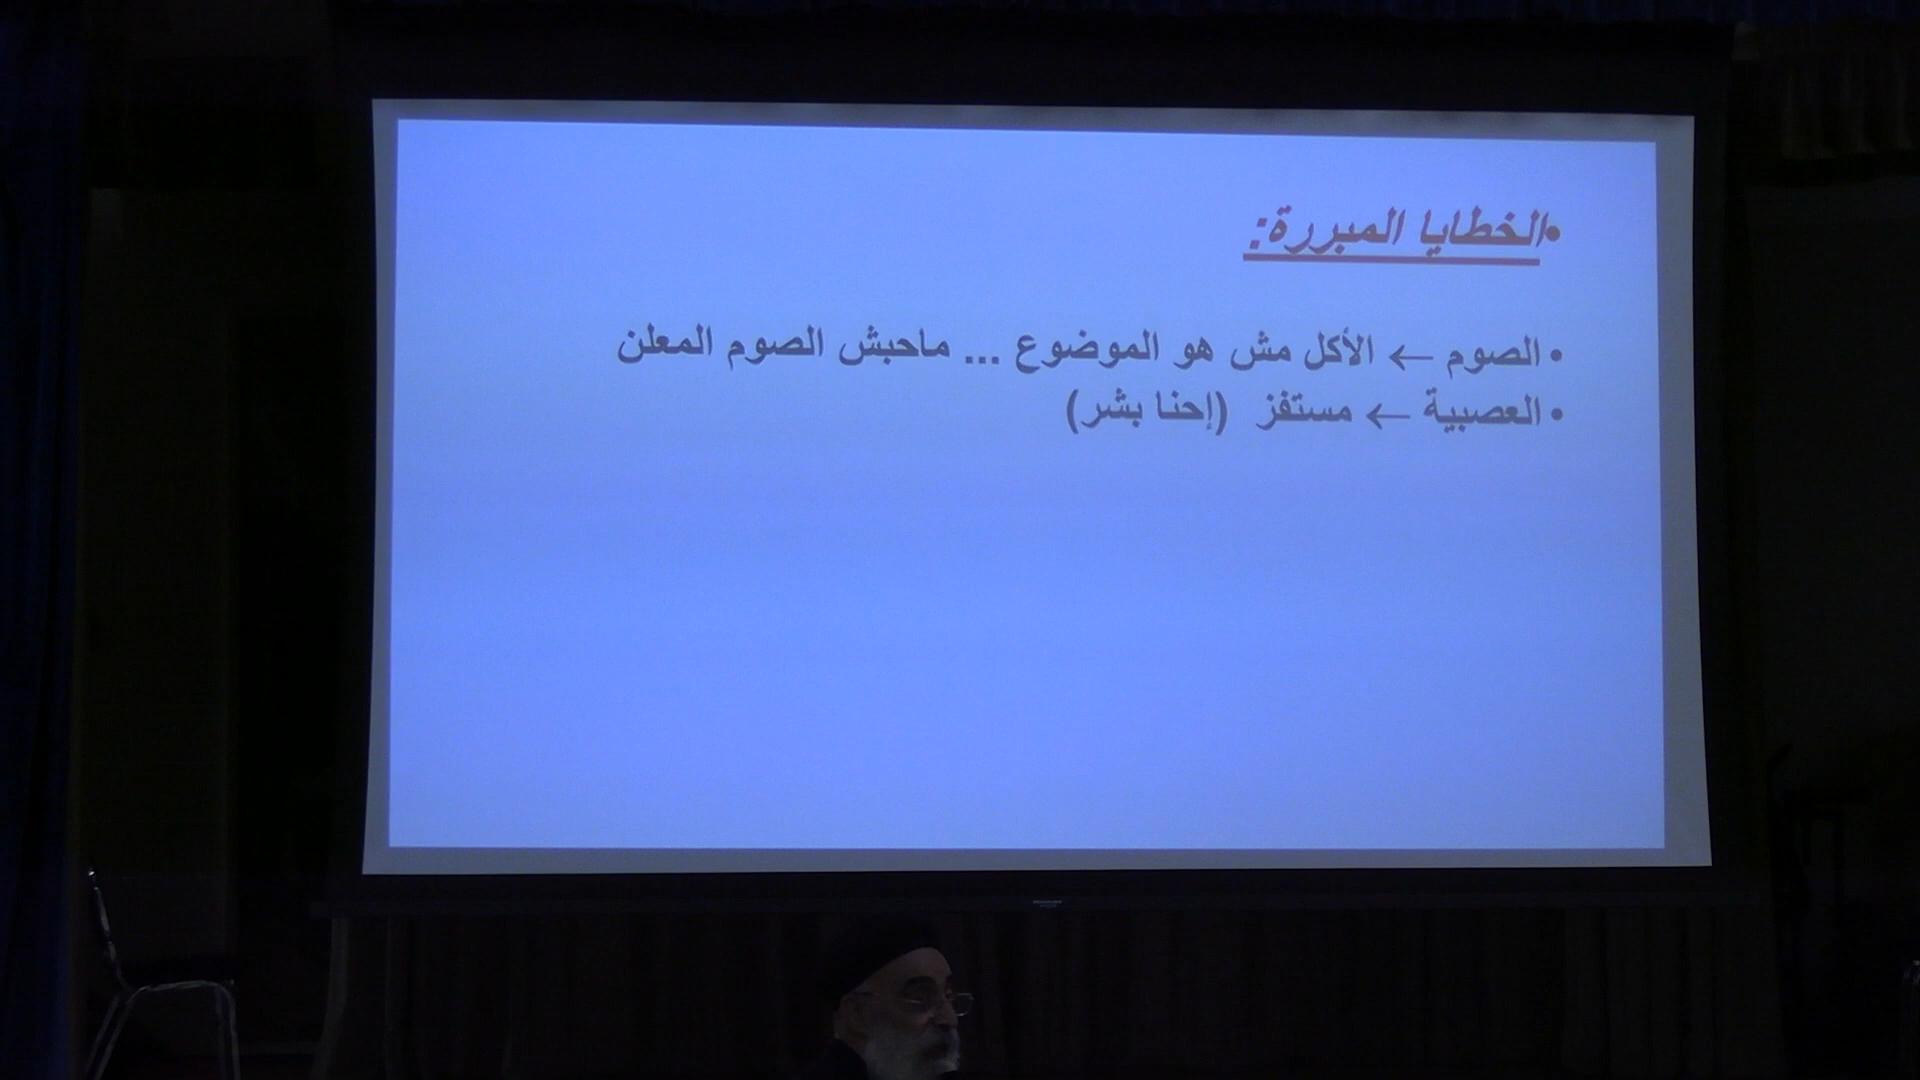 •الخطايا المبررة:
• الصوم ← الأكل مش هو الموضوع ... ماحبش الصوم المعلن
• العصبية ← مستفز (إحنا بشر)